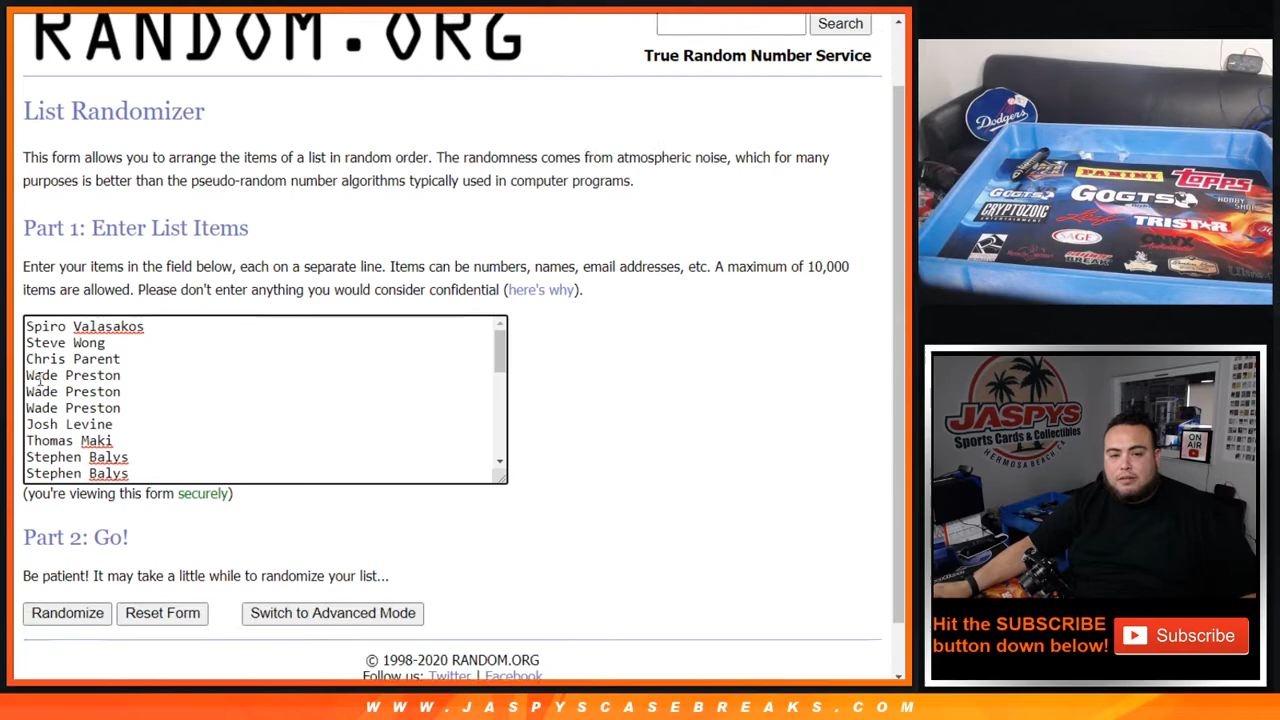 RANDOM.ORG
Search
True Random Number Service
List Randomizer
This form allows you to arrange the items of a list in random order. The randomness comes from atmospheric noise, which for many
purposes is better than the pseudo-random number algorithms typically used in computer programs.
Part 1: Enter List Items
Enter your items in the field below, each on a separate line. Items can be numbers, names, email addresses, etc. A maximum of 10,000
items are allowed. Please don't enter anything you would consider confidential (here's why).
Spiro Valasakos
Steve Wong
Chris Parent
Wade Preston
Wade Preston
Wade Preston
Josh Levine
Thomas Maki
Stephen Balys
Stephen Balys
(you're viewing this form securely)
Part 2: Go!
Be patient! It may take a little while to randomize your list...
Randomize
Reset Form
Switch to Advanced Mode
© 1998-2020 RANDOM.ORG
Follow us: Twitter | Facebook
Dodgers
PANINI
topps
GOGTS
GOGTS
HOBBY
CRYPTOZOIC
ENTERTAINMENT
Leaf
TRISTAR
SAGE
ONYX
BREAK
JASPYS
Sports Cards & Collectibles
HERMOSA BEACH, CA
ON
AIR
Hit the SUBSCRIBE
button down below!
Subscribe
WWW.JASPYSCASEBREAKS.COM